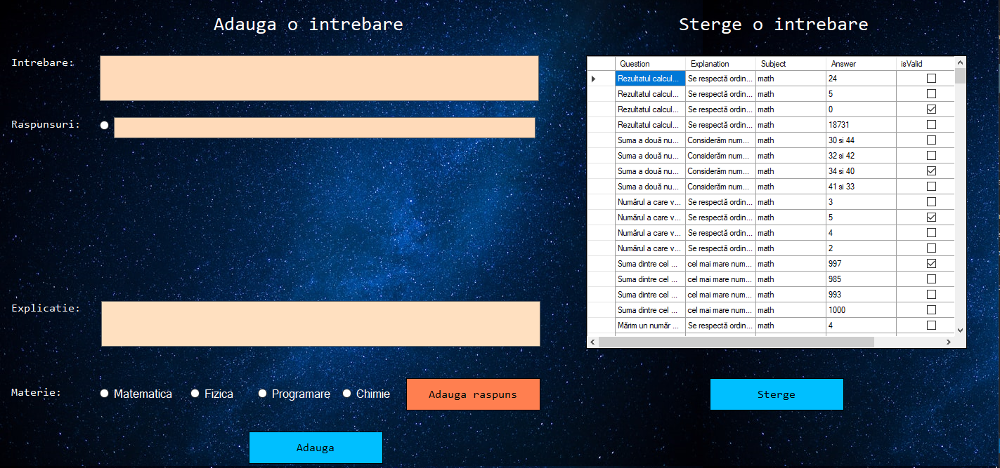 Adauga o intrebare
Intrebare:
Raspunsuri:
Explicatie:
Materie:
Matematica Fizica Programare Chimie
Adauga raspuns
Adauga
Sterge o intrebare
Question Explanation Subject Answer isValid
Rezultatul calcul... Se respectă ordin... math 24
Rezultatul calcul... Se respectă ordin... math 5
Rezultatul calcul... Se respectă ordin... math 0
Rezultatul calcul... Se respectă ordin... math 18731
Suma a două nu... Considerăm num... math 30 si 44
Suma a două nu... Considerăm num... math 32 si 42
Suma a două nu... Considerăm num... math 34 si 40
Suma a două nu... Considerăm num... math 41 si 33
Numărul a care v... Se respectă ordin... math 3
Numărul a care v... Se respectă ordin... math 5
Numărul a care v... Se respectă ordin... math 4
Numărul a care v... Se respectă ordin... math 2
Suma dintre cel ... cel mai mare num... math 997
Suma dintre cel ... cel mai mare num... math 985
Suma dintre cel ... cel mai mare num... math 993
Suma dintre cel ... cel mai mare num... math 1000
Mărim un număr ... Se respectă ordin... math 4
Sterge